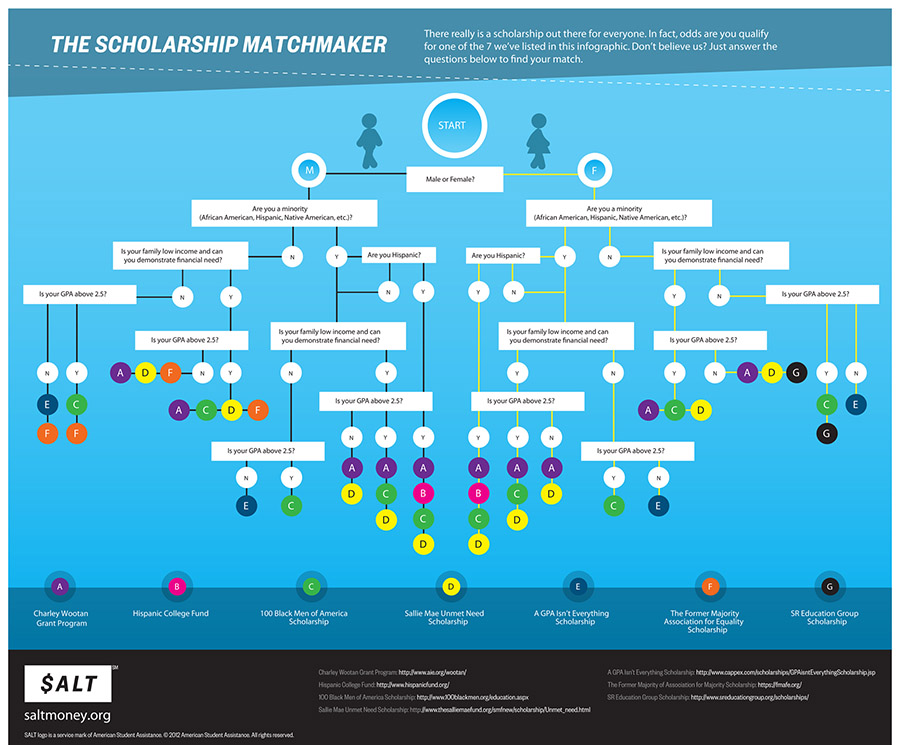 THE SCHOLARSHIP MATCHMAKER
There really is a scholarship out there for everyone. In fact, odds are you qualify
for one of the 7 we've listed in this infographic. Don't believe us? Just answer the
questions below to find your match.
START
M
Male or Female?
F
Are you a minority
(African American, Hispanic, Native American, etc.)?
Are you a minority
(African American, Hispanic, Native American, etc.)?
Is your family low income and can
you demonstrate financial need?
N
Y
Are you Hispanic?
Are you Hispanic?
Y
N
Is your family low income and can
you demonstrate financial need?
Is your GPA above 2.5?
N
Y
N
Y
Y
N
Y
N
Is your GPA above 2.5?
Is your GPA above 2.5?
Is your family low income and can
you demonstrate financial need?
Is your family low income and can
you demonstrate financial need?
Is your GPA above 2.5?
N
Y
A
D
F
N
Y
N
Y
Y
N
Y
N
A
D
G
Y
N
E
C
A
C
D
F
Is your GPA above 2.5?
Is your GPA above 2.5?
A
C
D
C
E
F
F
N
Y
Y
Y
Y
N
G
Is your GPA above 2.5?
Is your GPA above 2.5?
A
A
A
A
A
A
N
Y
D
C
B
B
C
D
Y
N
E
C
D
C
C
D
C
E
D
D
A
B
C
D
E
F
G
Charley Wootan
Grant Program
Hispanic College Fund
100 Black Men of America
Scholarship
Sallie Mae Unmet Need
Scholarship
A GPA Isn't Everything
Scholarship
The Former Majority
Association for Equality
Scholarship
SR Education Group
Scholarship
$ALT SM
saltmoney.org
SALT logo is a service mark of American Student Assistance. © 2012 American Student Assistance. All rights reserved.
Charley Wootan Grant Program: http://www.aie.org/wootan/
Hispanic College Fund: http://www.hispanicfund.org/
100 Black Men of America Scholarship: http://www.100blackmen.org/education.aspx
Sallie Mae Unmet Need Scholarship: http://www.thesalliemaefund.org/smfnew/scholarship/Unmet_need.html
A GPA Isn't Everything Scholarship: http://www.cappex.com/scholarships/GPAisntEverythingScholarship.jsp
The Former Majority of Association for Majority Scholarship: https://fmafe.org/
SR Education Group Scholarship: http://www.sreducationgroup.org/scholarships/